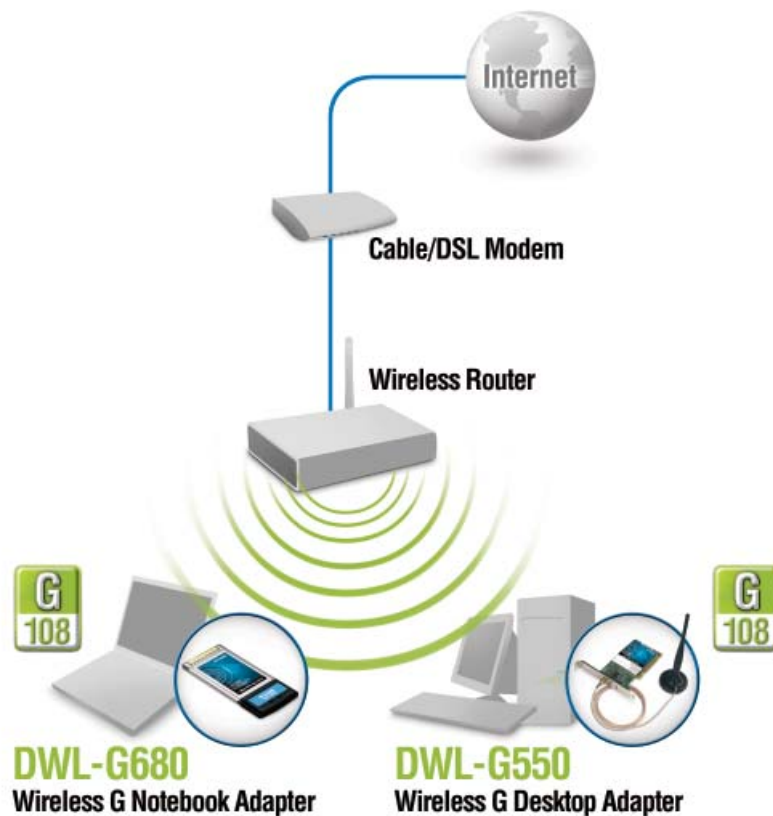 Internet
Cable/DSL Modem
Wireless Router
G
108
G
108
DWL-G680
Wireless G Notebook Adapter
DWL-G550
Wireless G Desktop Adapter